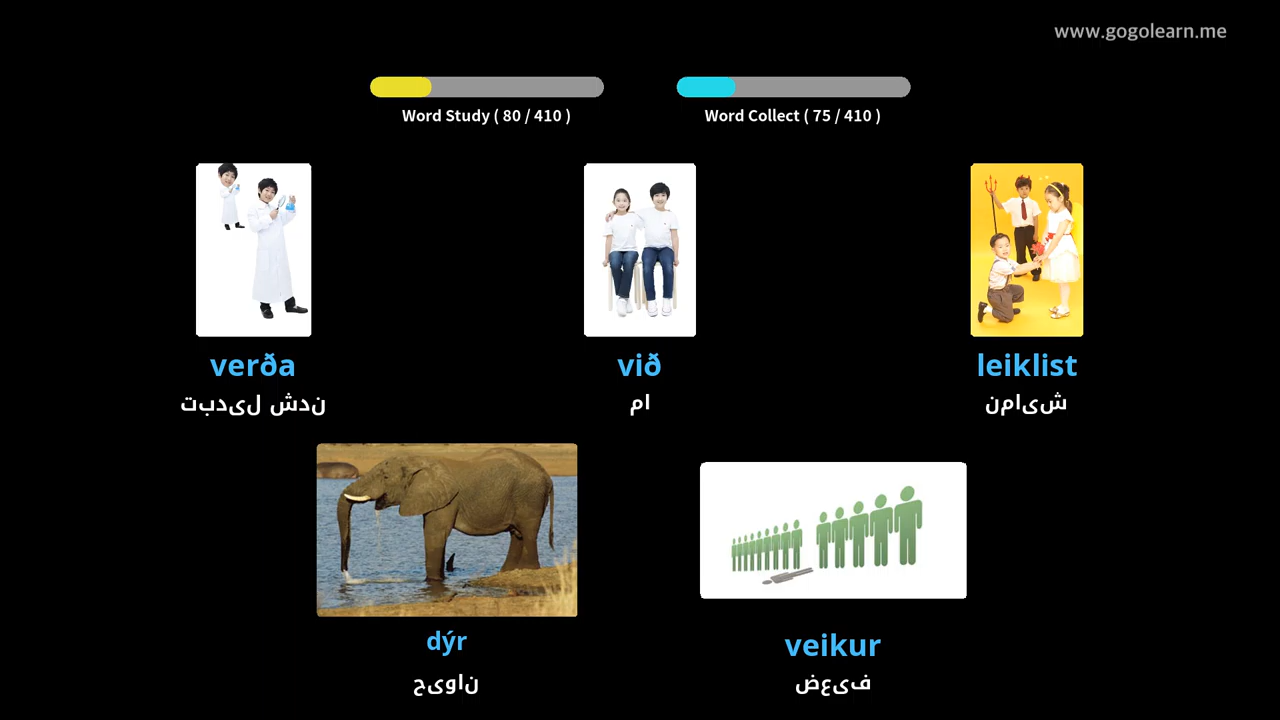 www.gogolearn.me
Word Study ( 80 / 410 )
Word Collect ( 75 / 410 )
verða
ندش لیدبت
við
ام
leiklist
شیامن
dýr
ناویح
veikur
فیعض